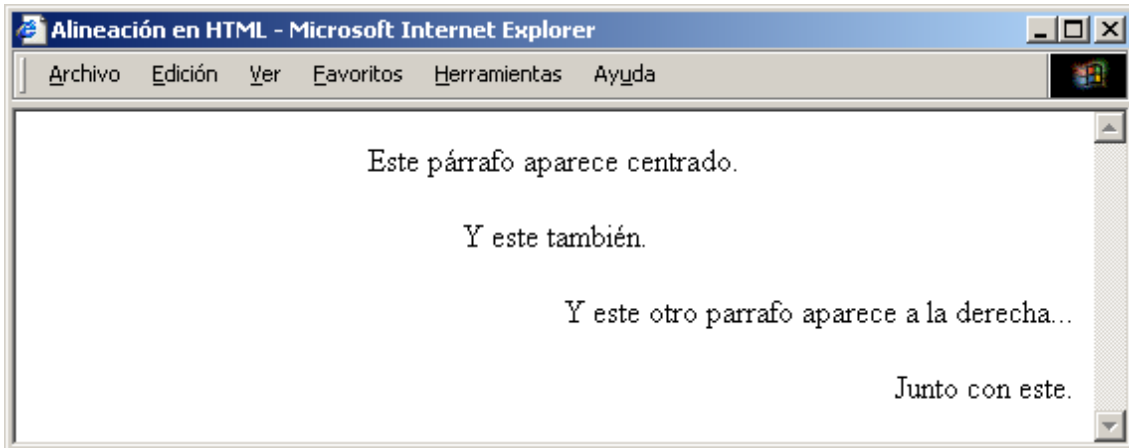 Alineación en HTML - Microsoft Internet Explorer
Archivo Edición Ver Favoritos Herramientas Ayuda
Este párrafo aparece centrado.
Y este también.
Y este otro parrafo aparece a la derecha...
Junto con este.